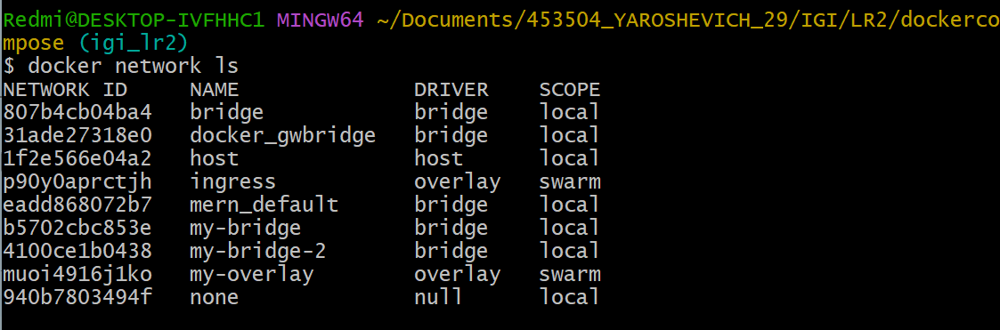 Redmi@DESKTOP-IVFHHC1 MINGW64 ~/Documents/453504_YAROSHEVICH_29/IGI/LR2/dockerco
mpose (igi_lr2)
$ docker network ls
NETWORK ID     NAME              DRIVER    SCOPE
807b4cb04ba4   bridge            bridge    local
31ade27318e0   docker_gwbridge   bridge    local
1f2e566e04a2   host              host      local
p90y0aprctjh   ingress           overlay   swarm
eadd868072b7   mern_default      bridge    local
b5702cbc853e   my-bridge         bridge    local
4100ce1b0438   my-bridge-2       bridge    local
muoi4916j1ko   my-overlay        overlay   swarm
940b7803494f   none              null      local